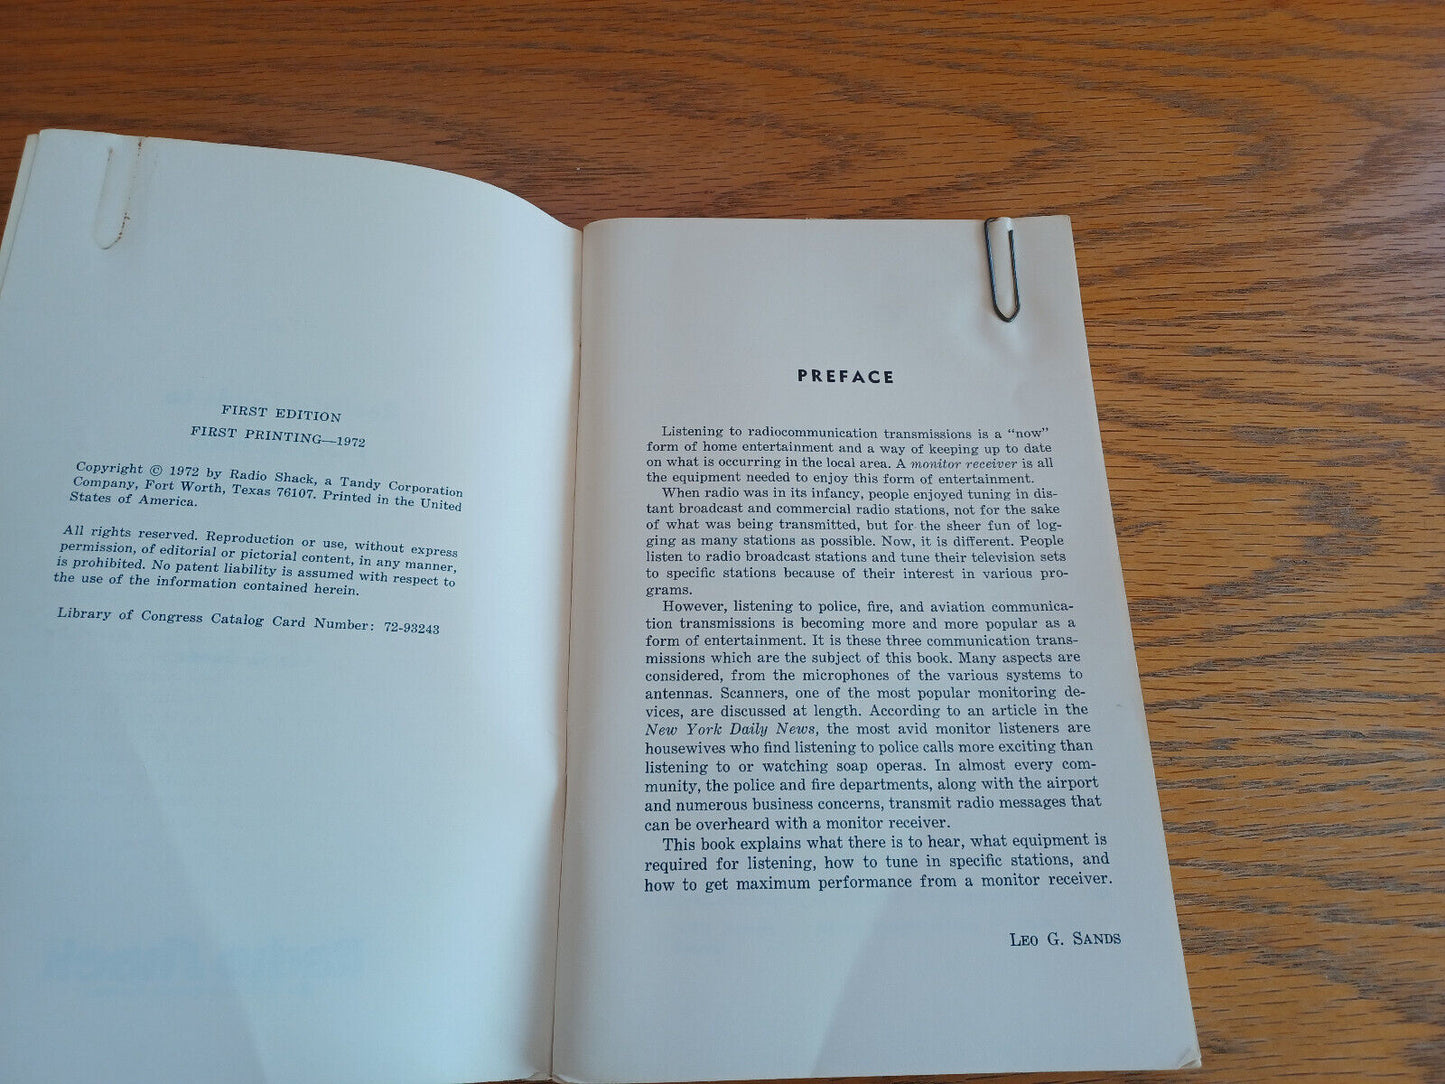 FIRST EDITION
FIRST PRINTING—1972
Copyright © 1972 by Radio Shack, a Tandy Corporation
Company, Fort Worth, Texas 76107. Printed in the United
States of America.
All rights reserved. Reproduction or use, without express
permission, of editorial or pictorial content, in any manner,
is prohibited. No patent liability is assumed with respect to
the use of the information contained herein.
Library of Congress Catalog Card Number: 72-93243
PREFACE
Listening to radiocommunication transmissions is a “now”
form of home entertainment and a way of keeping up to date
on what is occurring in the local area. A monitor receiver is all
the equipment needed to enjoy this form of entertainment.
When radio was in its infancy, people enjoyed tuning in dis-
tant broadcast and commercial radio stations, not for the sake
of what was being transmitted, but for the sheer fun of log-
ging as many stations as possible. Now, it is different. People
listen to radio broadcast stations and tune their television sets
to specific stations because of their interest in various pro-
grams.
However, listening to police, fire, and aviation communica-
tion transmissions is becoming more and more popular as a
form of entertainment. It is these three communication trans-
missions which are the subject of this book. Many aspects are
considered, from the microphones of the various systems to
antennas. Scanners, one of the most popular monitoring de-
vices, are discussed at length. According to an article in the
New York Daily News, the most avid monitor listeners are
housewives who find listening to police calls more exciting than
listening to or watching soap operas. In almost every com-
munity, the police and fire departments, along with the airport
and numerous business concerns, transmit radio messages that
can be overheard with a monitor receiver.
This book explains what there is to hear, what equipment is
required for listening, how to tune in specific stations, and
how to get maximum performance from a monitor receiver.
LEO G. SANDS